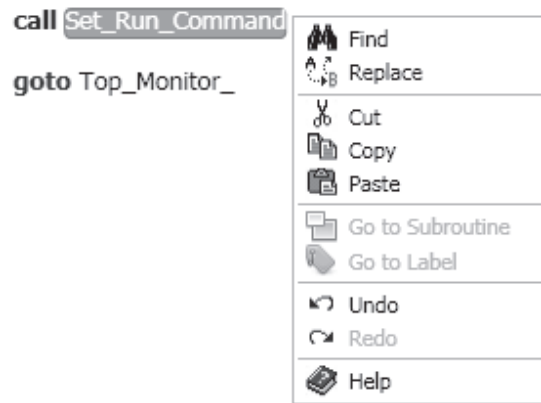 call Set_Run_Command
goto Top_Monitor_
Find
Replace
Cut
Copy
Paste
Go to Subroutine
Go to Label
Undo
Redo
Help